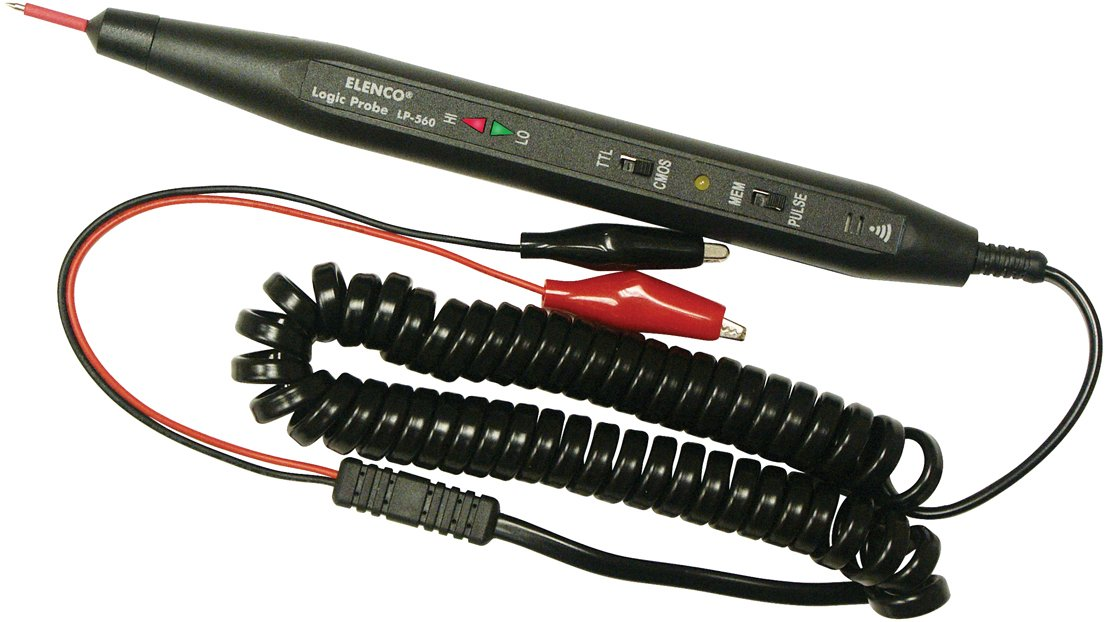 ELENCO®
Logic Probe LP-560
HI
LO
TTL
CMOS
MEM
PULSE